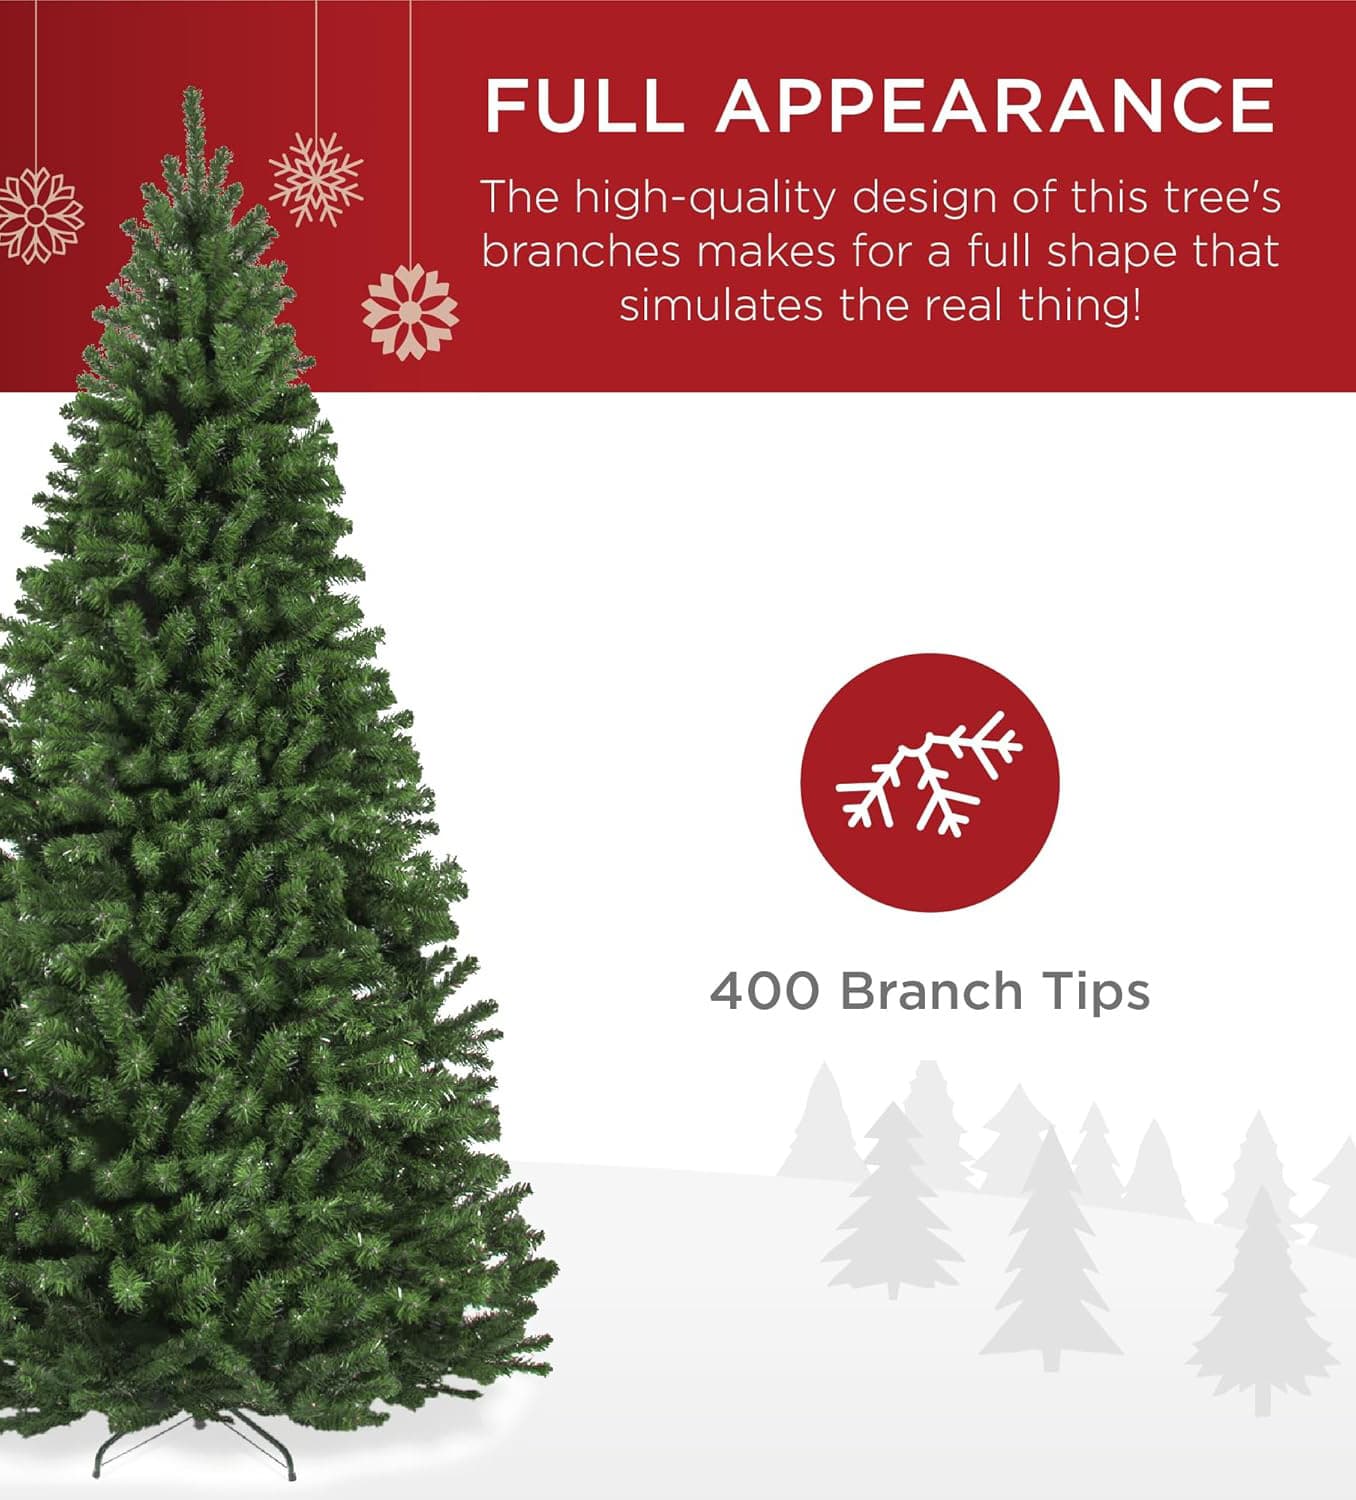 FULL APPEARANCE
The high-quality design of this tree's
branches makes for a full shape that
simulates the real thing!
400 Branch Tips